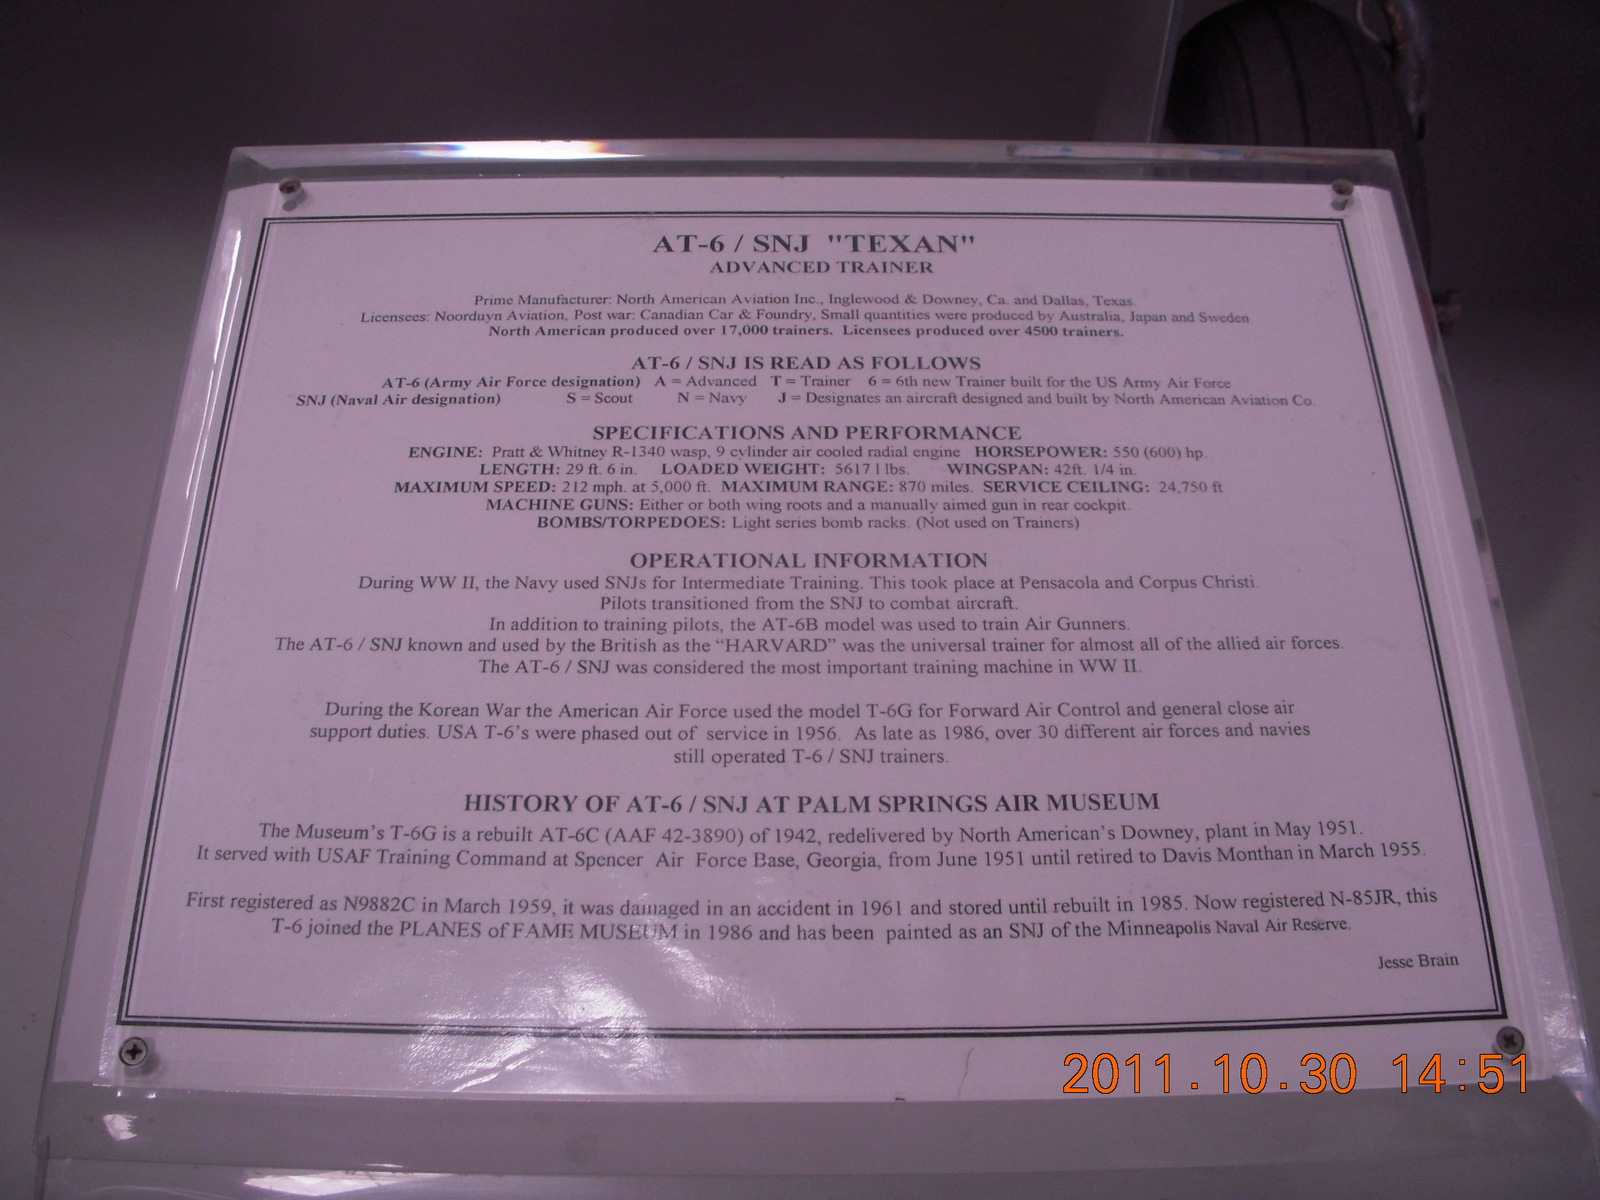 AT-6 / SNJ "TEXAN"
ADVANCED TRAINER
Prime Manufacturer: North American Aviation Inc., Inglewood & Downey, Ca. and Dallas, Texas.
Licensees: Noorduyn Aviation, Post war: Canadian Car & Foundry, Small quantities were produced by Australia, Japan and Sweden
North American produced over 17,000 trainers. Licensees produced over 4500 trainers.
AT-6 / SNJ IS READ AS FOLLOWS
AT-6 (Army Air Force designation) A = Advanced T = Trainer 6 = 6th new Trainer built for the US Army Air Force
SNJ (Naval Air designation) S = Scout N = Navy J = Designates an aircraft designed and built by North American Aviation Co.
SPECIFICATIONS AND PERFORMANCE
ENGINE: Pratt & Whitney R-1340 wasp, 9 cylinder air cooled radial engine HORSEPOWER: 550 (600) hp.
LENGTH: 29 ft. 6 in. LOADED WEIGHT: 5617 l lbs. WINGSPAN: 42ft. 1/4 in.
MAXIMUM SPEED: 212 mph. at 5,000 ft. MAXIMUM RANGE: 870 miles. SERVICE CEILING: 24,750 ft
MACHINE GUNS: Either or both wing roots and a manually aimed gun in rear cockpit.
BOMBS/TORPEDOES: Light series bomb racks. (Not used on Trainers)
OPERATIONAL INFORMATION
During WW II, the Navy used SNJs for Intermediate Training. This took place at Pensacola and Corpus Christi.
Pilots transitioned from the SNJ to combat aircraft.
In addition to training pilots, the AT-6B model was used to train Air Gunners.
The AT-6 / SNJ known and used by the British as the “HARVARD” was the universal trainer for almost all of the allied air forces.
The AT-6 / SNJ was considered the most important training machine in WW II.
During the Korean War the American Air Force used the model T-6G for Forward Air Control and general close air
support duties. USA T-6's were phased out of service in 1956. As late as 1986, over 30 different air forces and navies
still operated T-6 / SNJ trainers.
HISTORY OF AT-6 / SNJ AT PALM SPRINGS AIR MUSEUM
The Museum's T-6G is a rebuilt AT-6C (AAF 42-3890) of 1942, redelivered by North American's Downey, plant in May 1951.
It served with USAF Training Command at Spencer Air Force Base, Georgia, from June 1951 until retired to Davis Monthan in March 1955.
First registered as N9882C in March 1959, it was damaged in an accident in 1961 and stored until rebuilt in 1985. Now registered N-85JR, this
T-6 joined the PLANES of FAME MUSEUM in 1986 and has been painted as an SNJ of the Minneapolis Naval Air Reserve.
Jesse Brain
2011.10.30 14:51